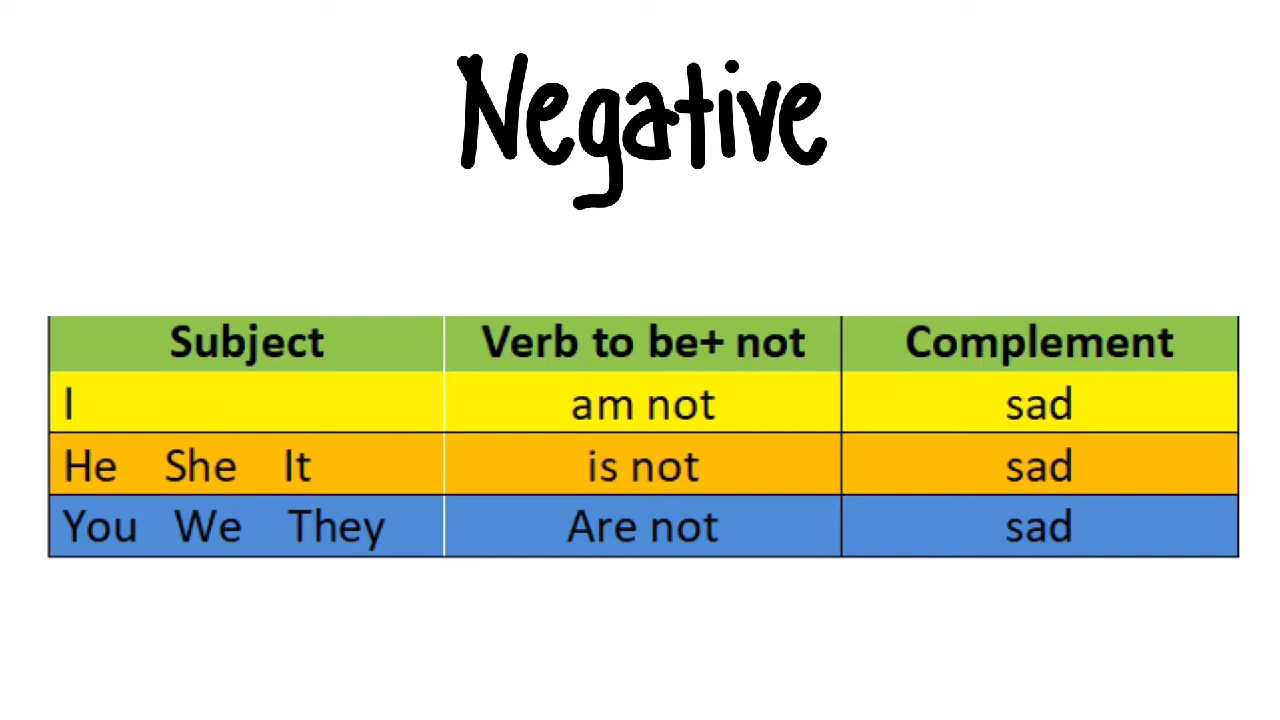 Negative
Subject Verb to be+ not Complement
I am not sad
He She It is not sad
You We They Are not sad